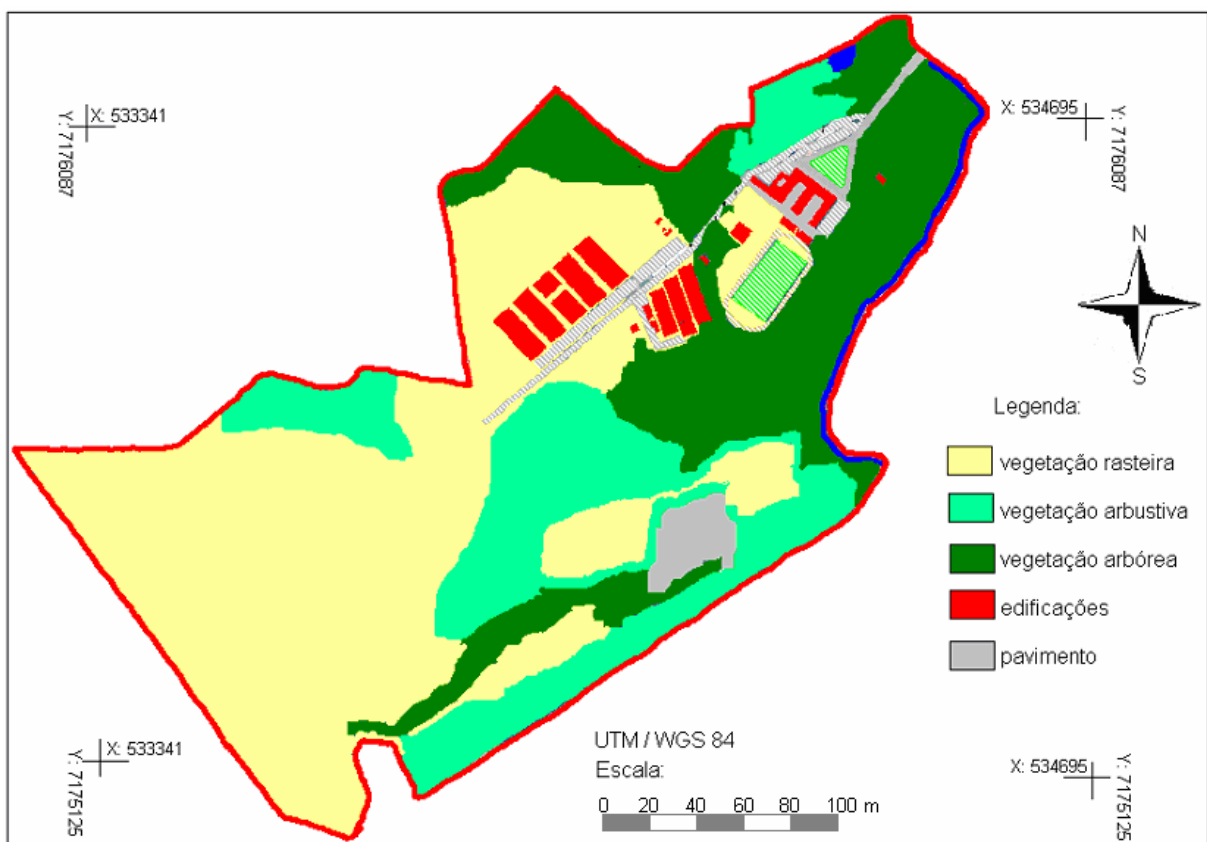 X: 533341
Y: 7176087
X: 534695
Y: 7176087
N
S
Legenda:
vegetação rasteira
vegetação arbustiva
vegetação arbórea
edificações
pavimento
UTM / WGS 84
Escala:
0 20 40 60 80 100 m
X: 533341
Y: 7175125
X: 534695
Y: 7175125